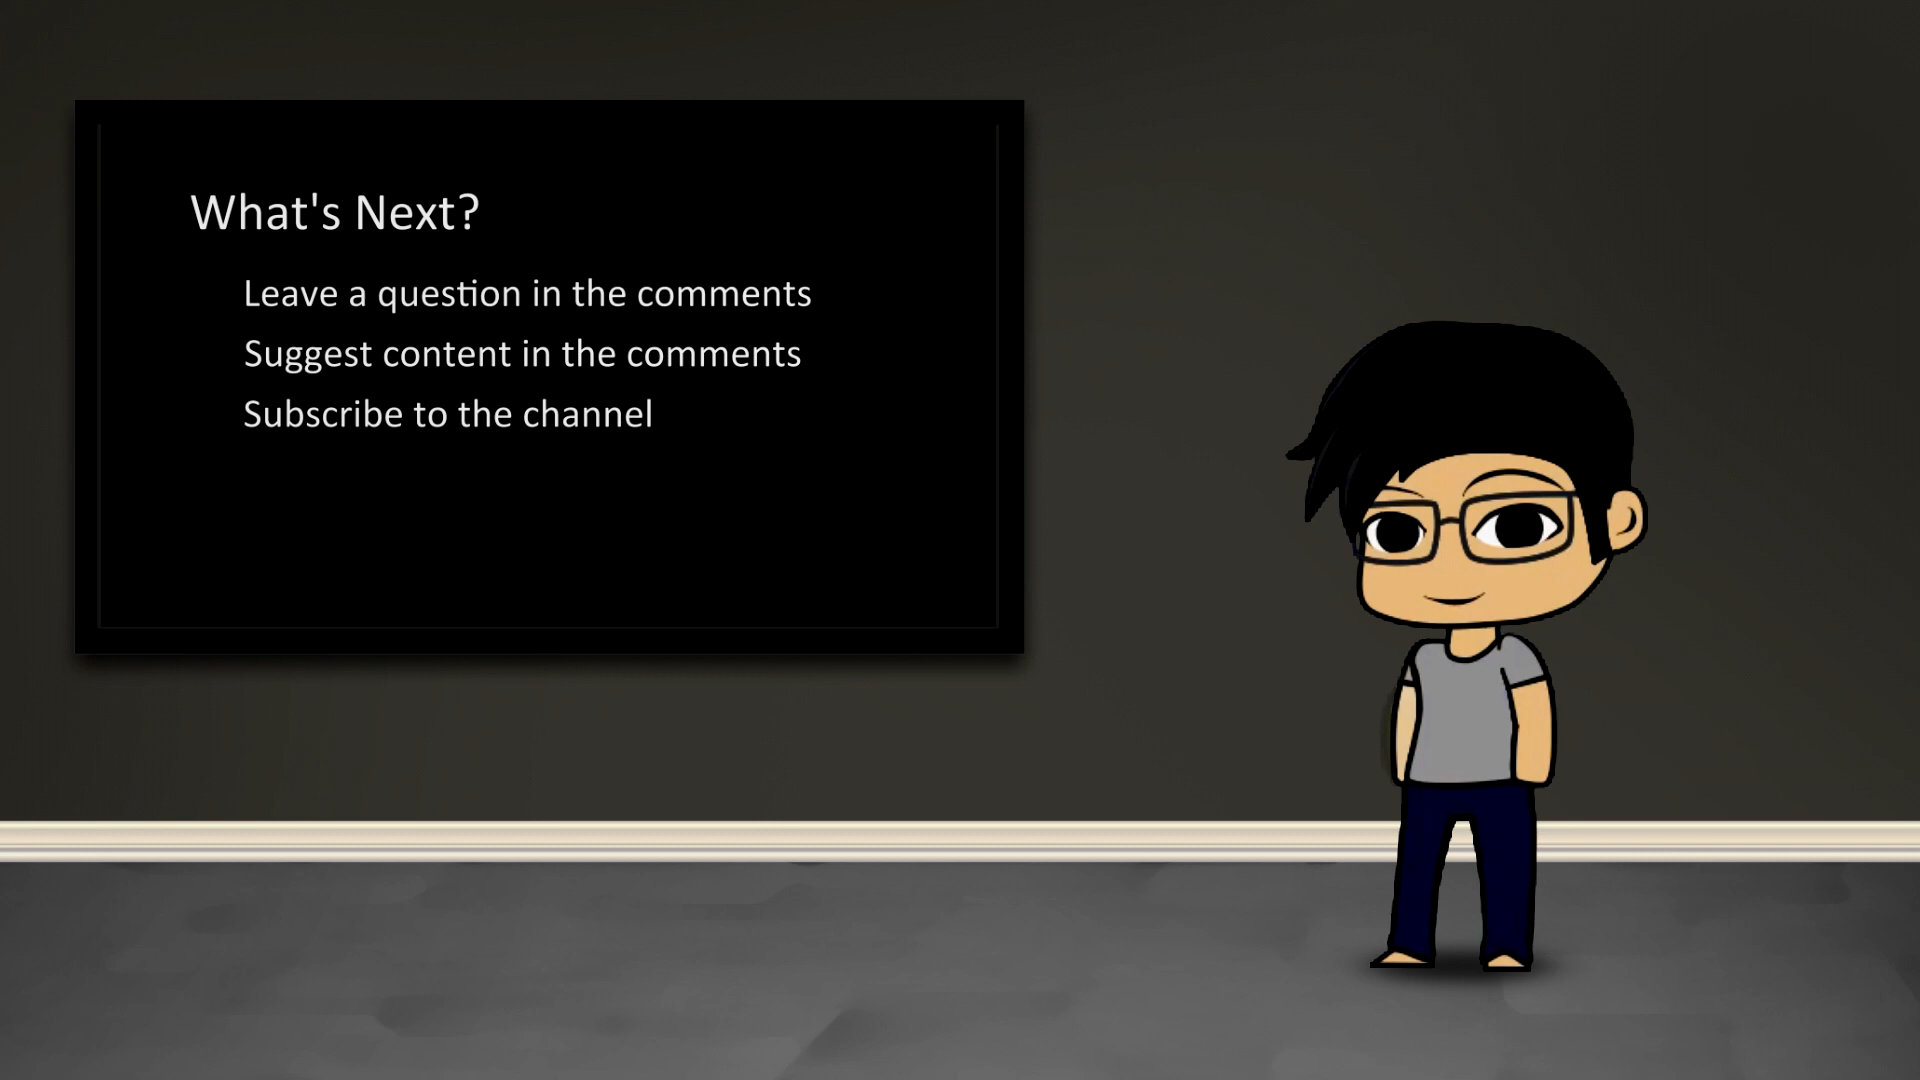 What's Next?
Leave a question in the comments
Suggest content in the comments
Subscribe to the channel